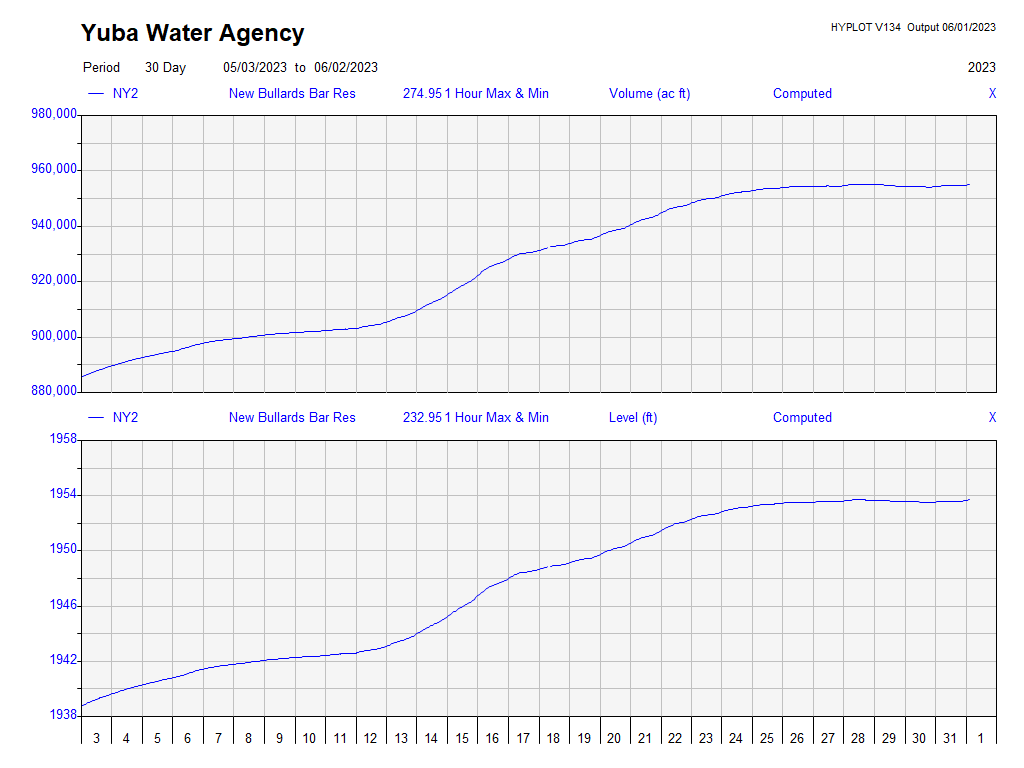 Yuba Water Agency
HYPLOT V134 Output 06/01/2023
Period 30 Day 05/03/2023 to 06/02/2023 2023
NY2 New Bullards Bar Res 274.95 1 Hour Max & Min Volume (ac ft) Computed X
980,000
960,000
940,000
920,000
900,000
880,000
NY2 New Bullards Bar Res 232.95 1 Hour Max & Min Level (ft) Computed X
1958
1954
1950
1946
1942
1938
3 4 5 6 7 8 9 10 11 12 13 14 15 16 17 18 19 20 21 22 23 24 25 26 27 28 29 30 31 1